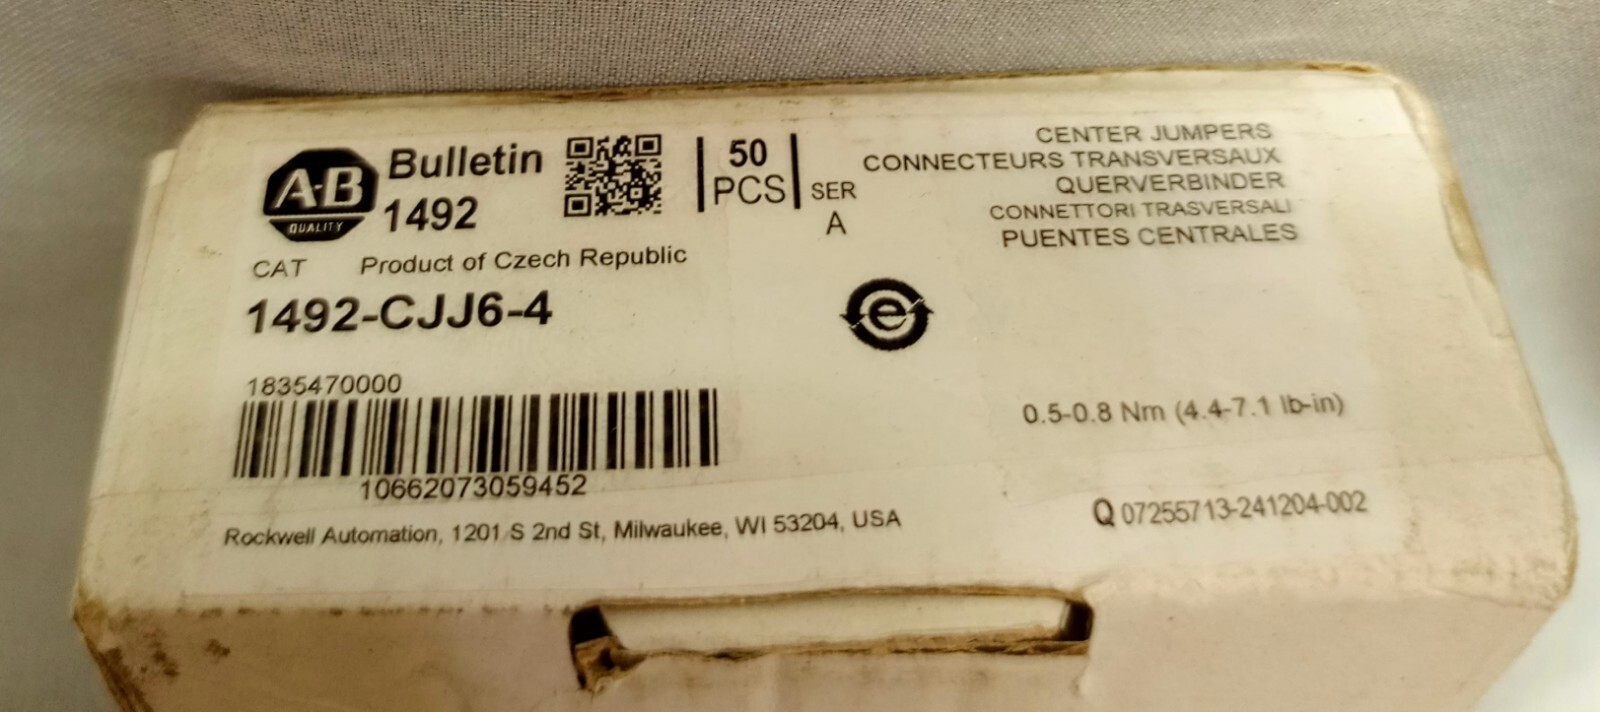 A-B
QUALITY
Bulletin
1492
50
PCS
SER
A
CENTER JUMPERS
CONNECTEURS TRANSVERSAUX
QUERVERBINDER
CONNETTORI TRASVERSALI
PUENTES CENTRALES
CAT Product of Czech Republic
1492-CJJ6-4
e
1835470000
10662073059452
0.5-0.8 Nm (4.4-7.1 lb-in)
Rockwell Automation, 1201 S 2nd St, Milwaukee, WI 53204, USA
Q 07255713-241204-002